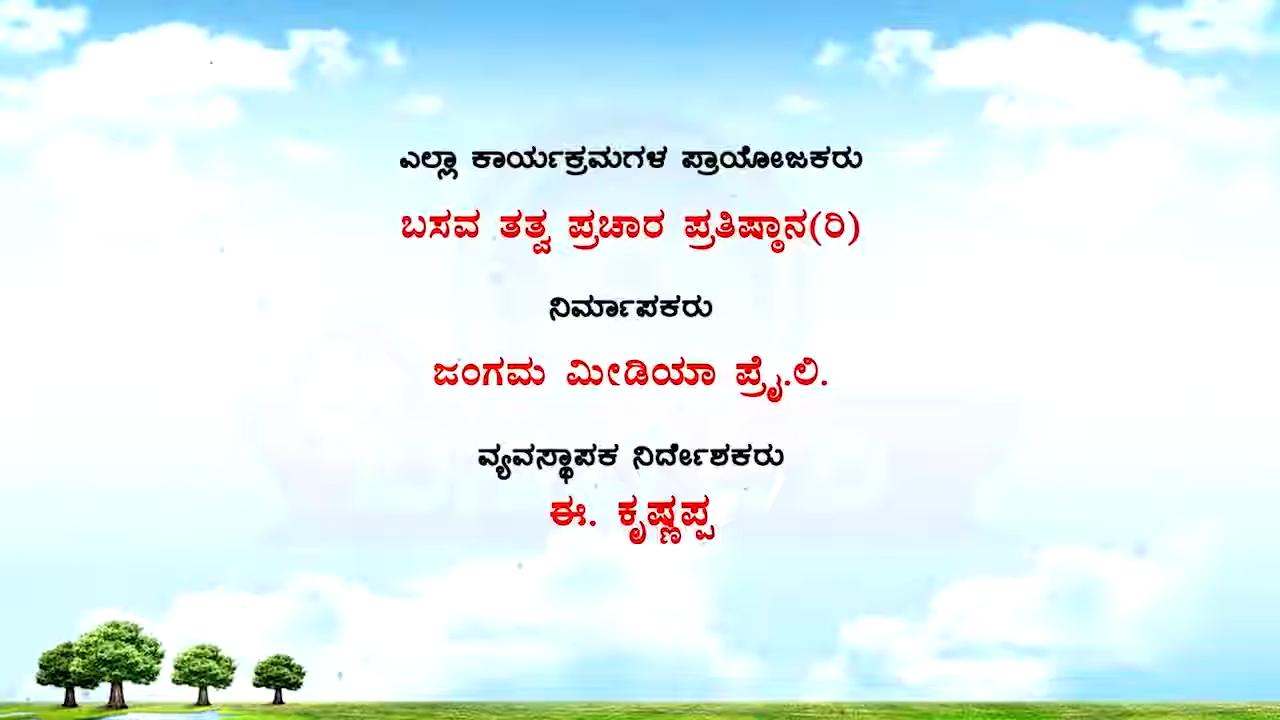 ಎಲ್ಲಾ ಕಾರ್ಯಕ್ರಮಗಳ ಪ್ರಾಯೋಜಕರು
ಬಸವ ತತ್ವ ಪ್ರಚಾರ ಪ್ರತಿಷ್ಠಾನ(ರಿ)
ನಿರ್ಮಾಪಕರು
ಜಂಗಮ ಮೀಡಿಯಾ ಪ್ರೈ.ಲಿ.
ವ್ಯವಸ್ಥಾಪಕ ನಿರ್ದೇಶಕರು
ಈ. ಕೃಷ್ಣಪ್ಪ